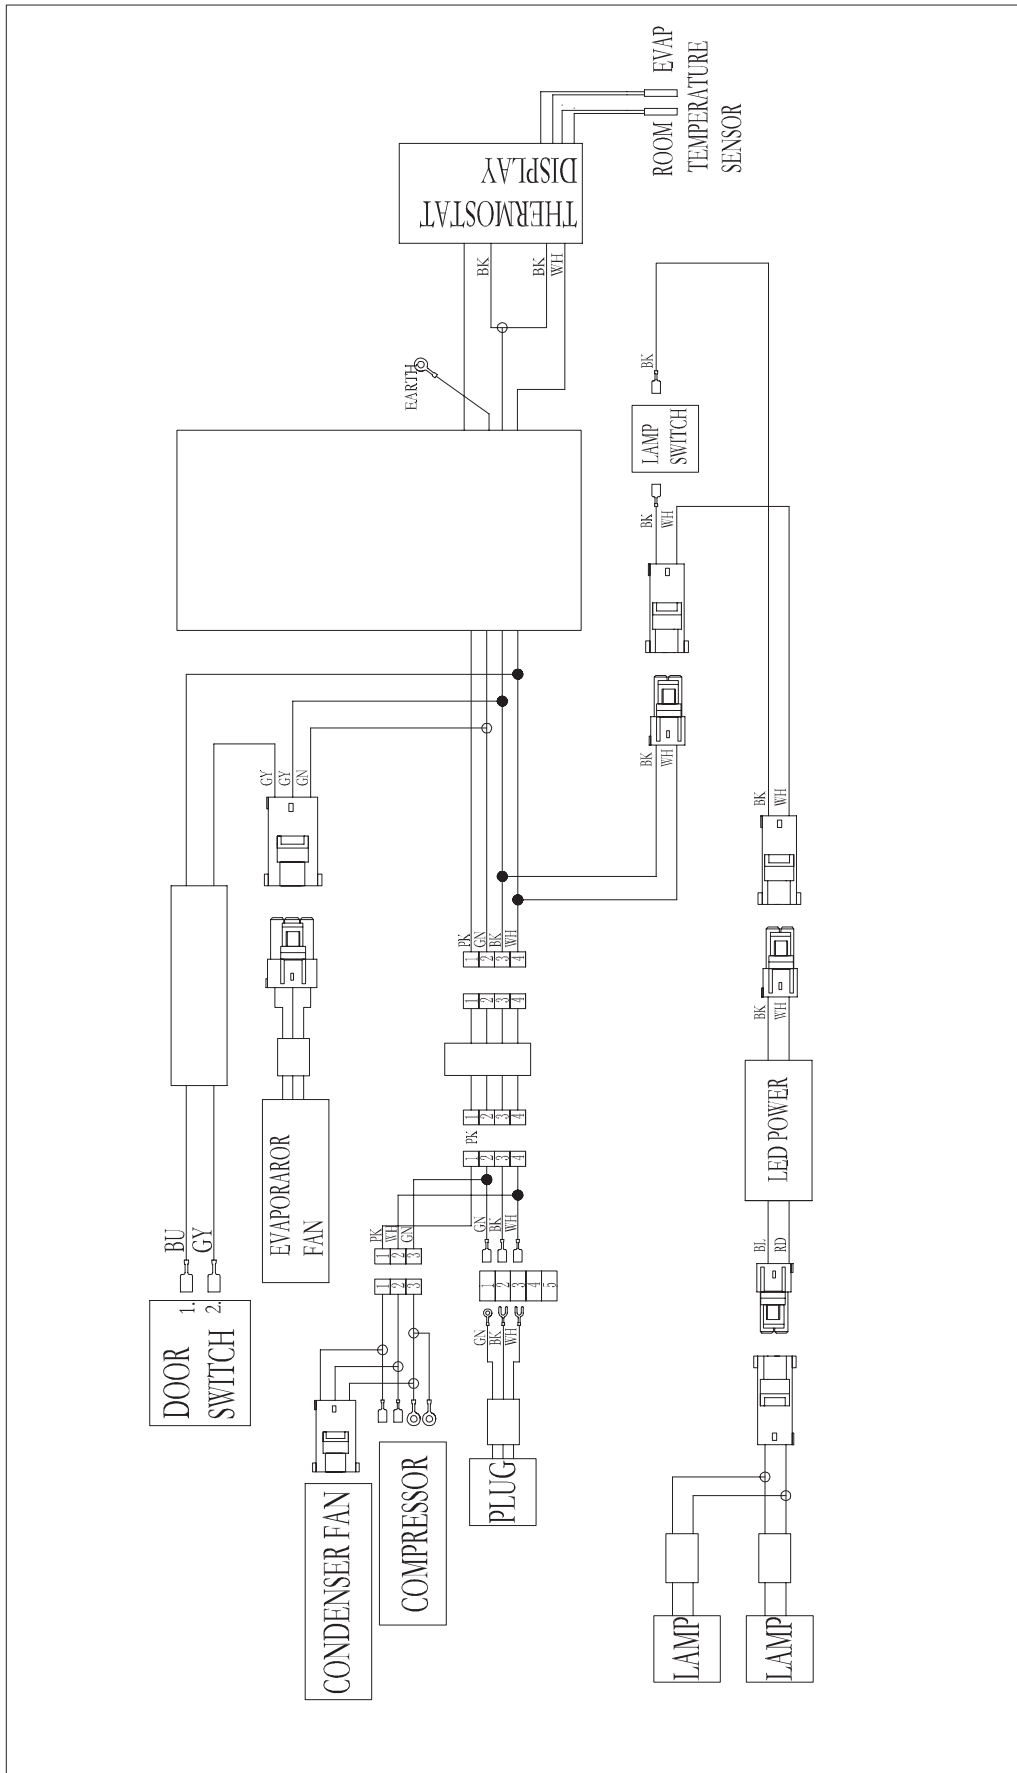 EVAP
ROOM
TEMPERATURE
SENSOR
THERMOSTAT
DISPLAY
BK
BK
WH
EARTH
BK
LAMP
SWITCH
BK
WH
BK
WH
GY
GY
GN
BK
WH
PK
GN
BK
WH
1
2
3
4
1
2
3
4
BK
WH
LED POWER
1
2
3
4
PK
1
2
3
4
EVAPORAROR
FAN
BU
GY
DOOR
SWITCH
1.
2.
PK
WH
GN
1
2
3
1
2
3
GN
BK
WH
1
2
3
4
5
GN
BK
WH
BL
RD
PLUG
COMPRESSOR
CONDENSER FAN
LAMP
LAMP